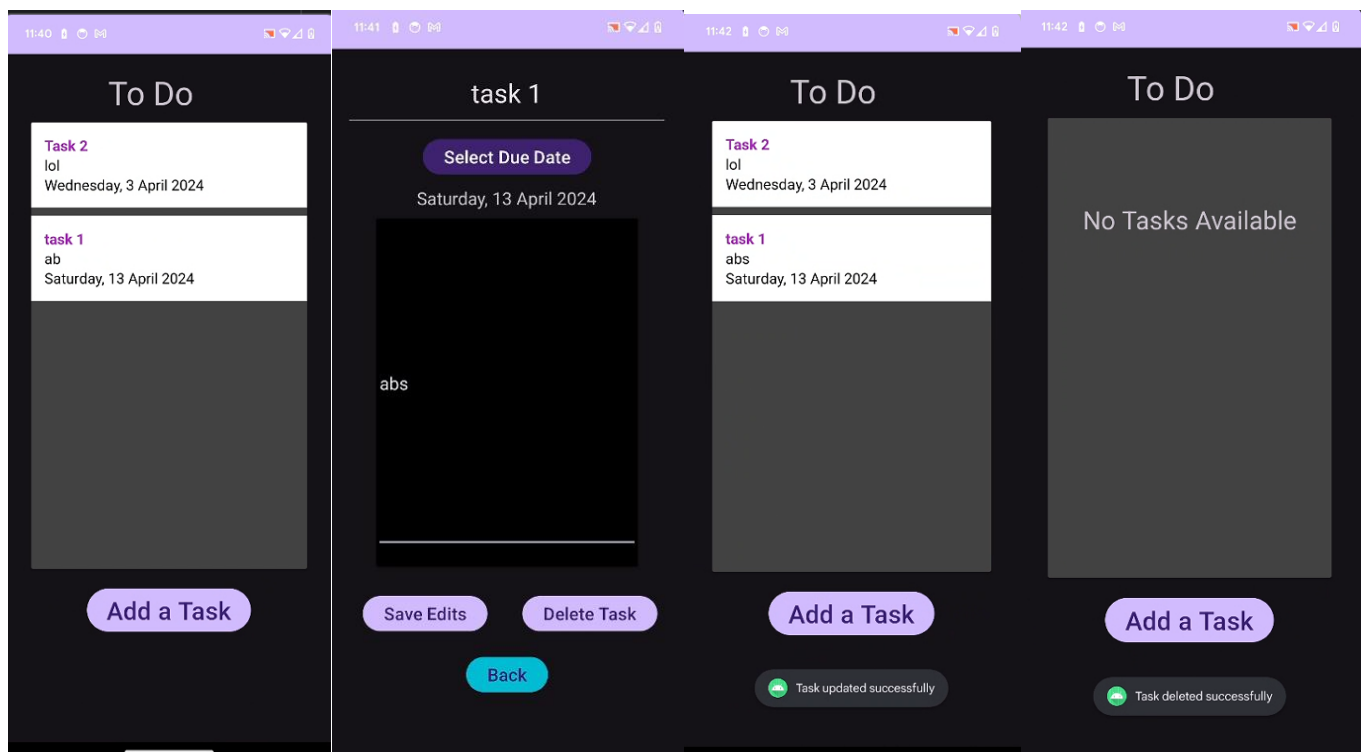 11:40
To Do
Task 2
lol
Wednesday, 3 April 2024
task 1
ab
Saturday, 13 April 2024
Add a Task
11:41
task 1
Select Due Date
Saturday, 13 April 2024
abs
Save Edits
Delete Task
Back
11:42
To Do
Task 2
lol
Wednesday, 3 April 2024
task 1
abs
Saturday, 13 April 2024
Add a Task
Task updated successfully
11:42
To Do
No Tasks Available
Add a Task
Task deleted successfully